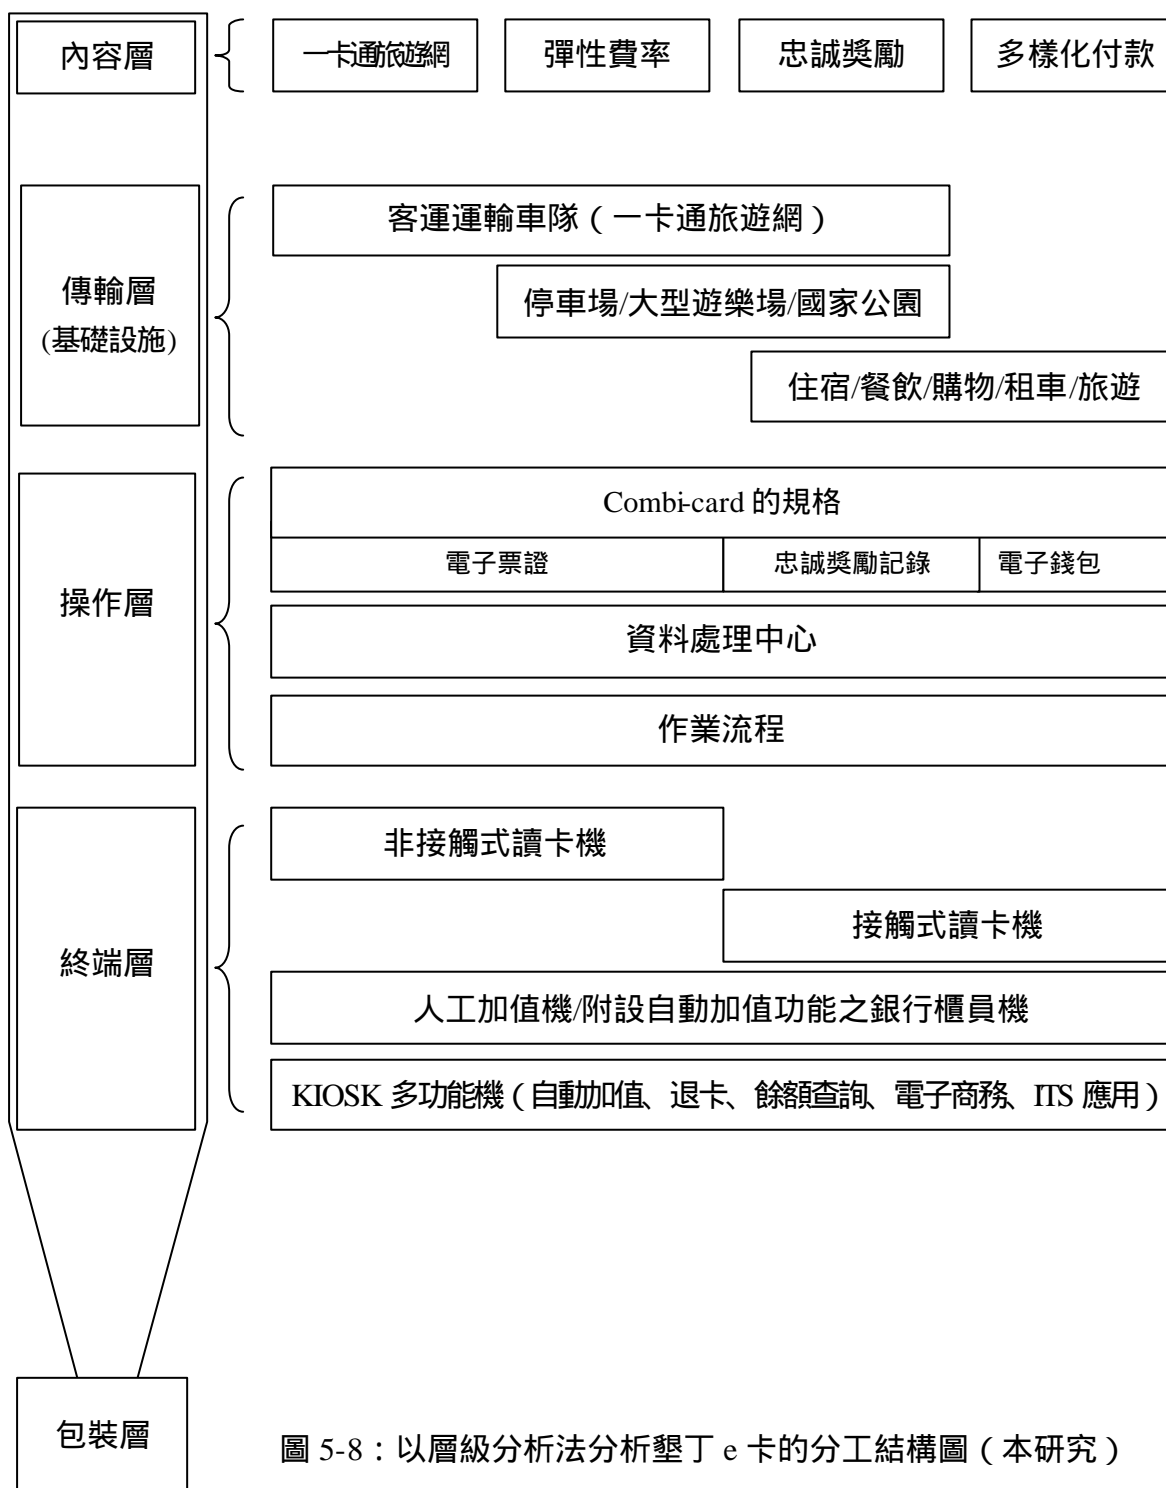 內容層
一卡通旅遊網
彈性費率
忠誠獎勵
多樣化付款
傳輸層
(基礎設施)
客運運輸車隊（一卡通旅遊網）
停車場/大型遊樂場/國家公園
住宿/餐飲/購物/租車/旅遊
操作層
Combi-card 的規格
電子票證
忠誠獎勵記錄
電子錢包
資料處理中心
作業流程
終端層
非接觸式讀卡機
接觸式讀卡機
人工加值機/附設自動加值功能之銀行櫃員機
KIOSK 多功能機（自動加值、退卡、餘額查詢、電子商務、ITS 應用）
包裝層
圖 5-8：以層級分析法分析墾丁 e 卡的分工結構圖（本研究）